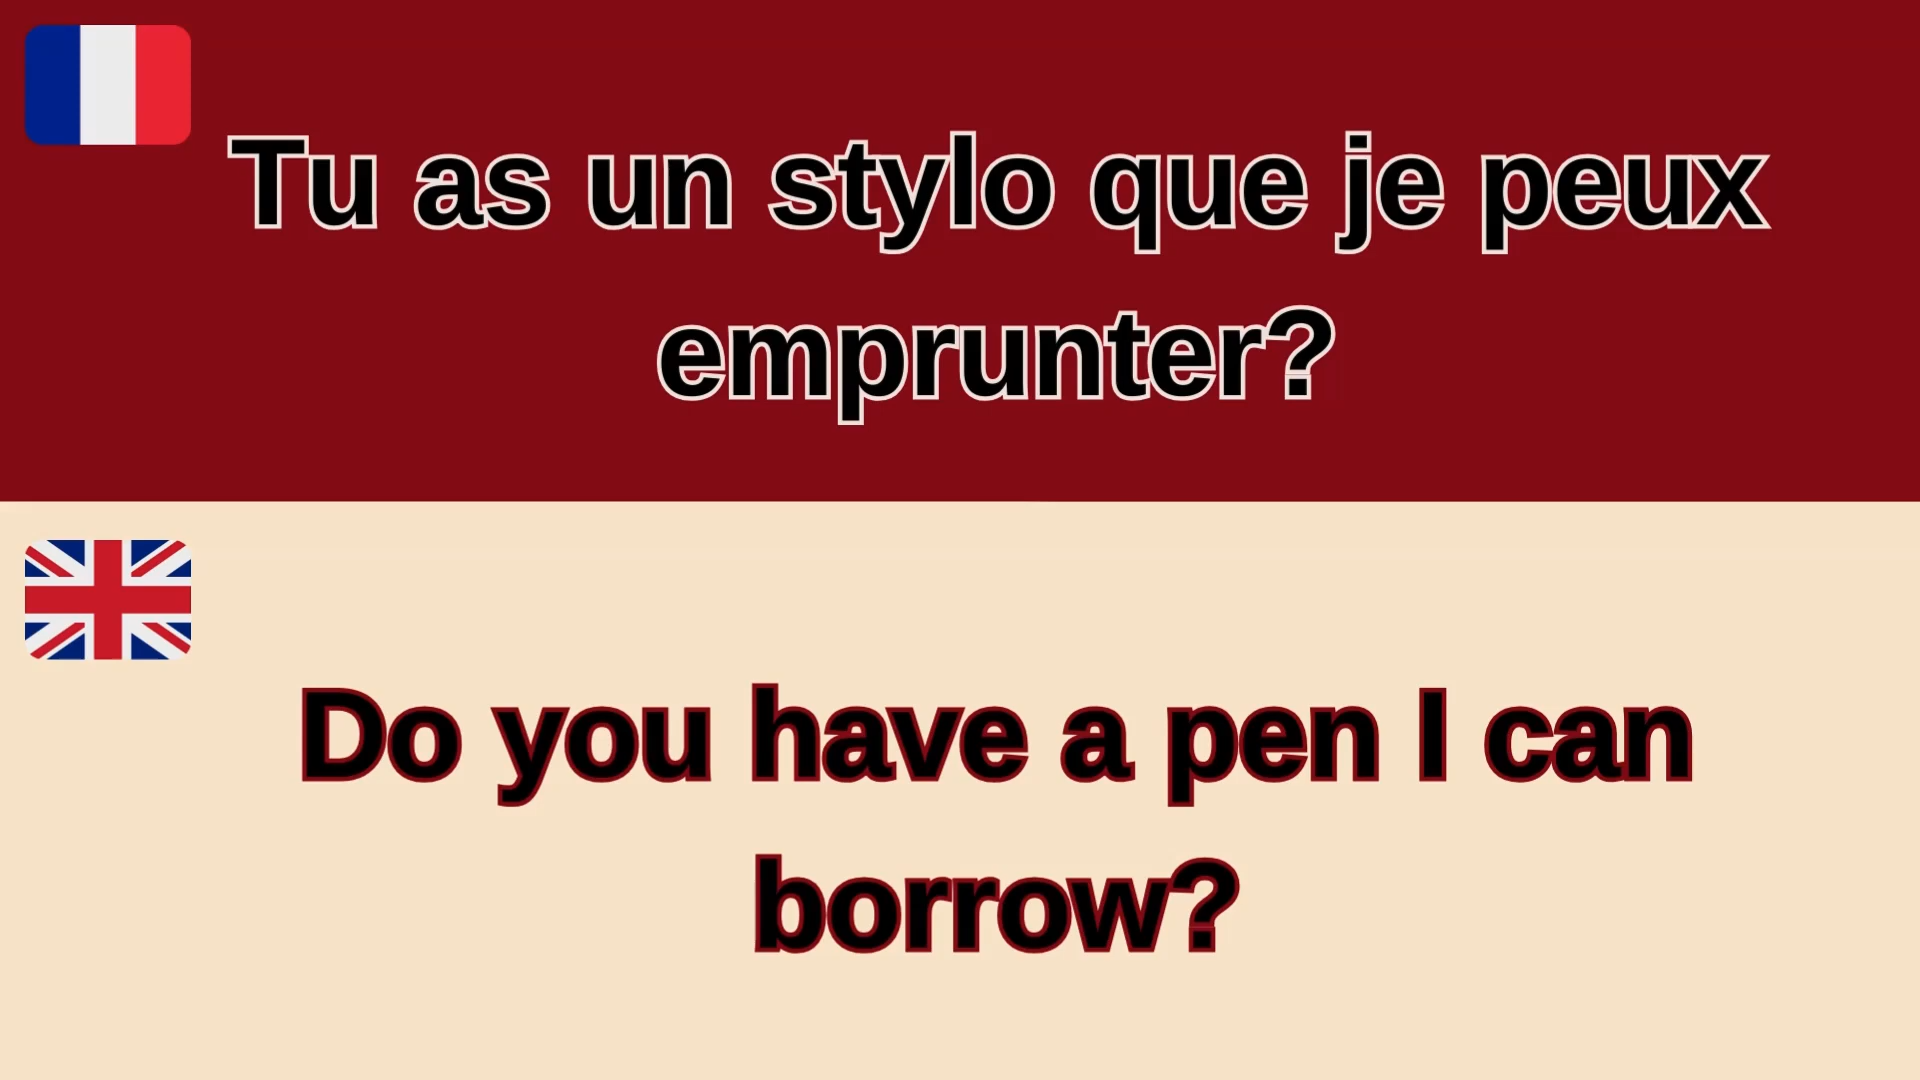 Tu as un stylo que je peux
emprunter?
Do you have a pen I can
borrow?